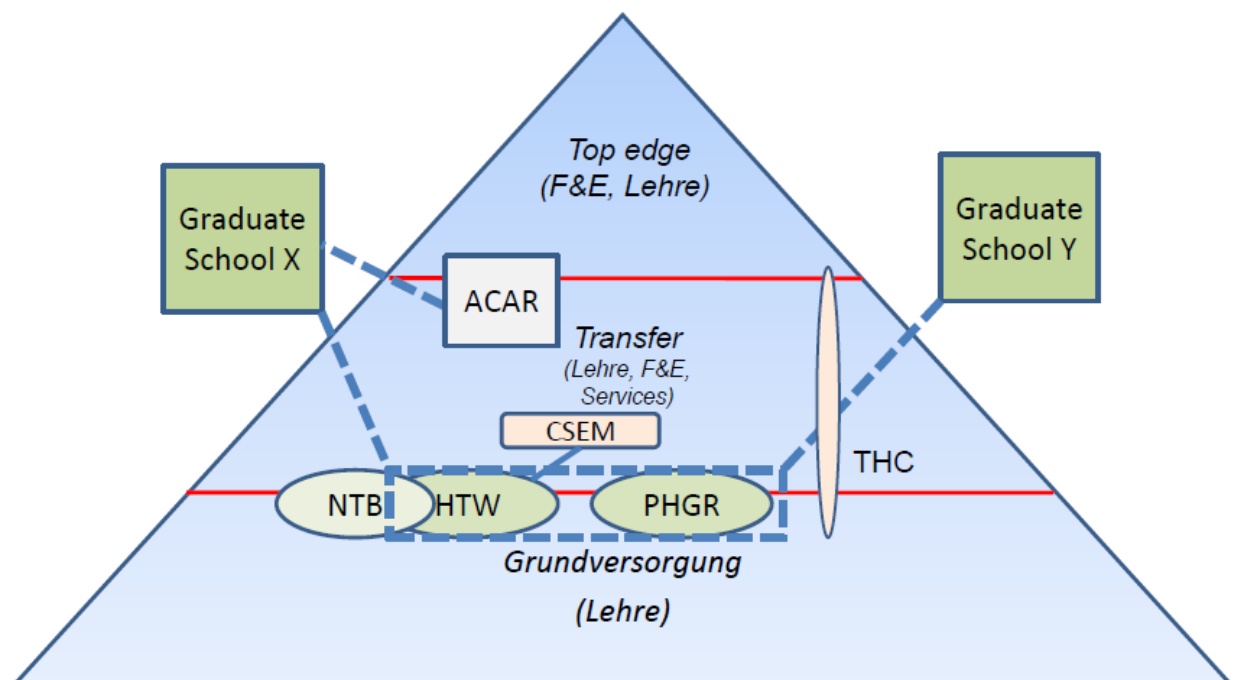 Top edge
(F&E, Lehre)
Graduate
School X
Graduate
School Y
ACAR
Transfer
(Lehre, F&E,
Services)
CSEM
THC
NTB
HTW
PHGR
Grundversorgung
(Lehre)